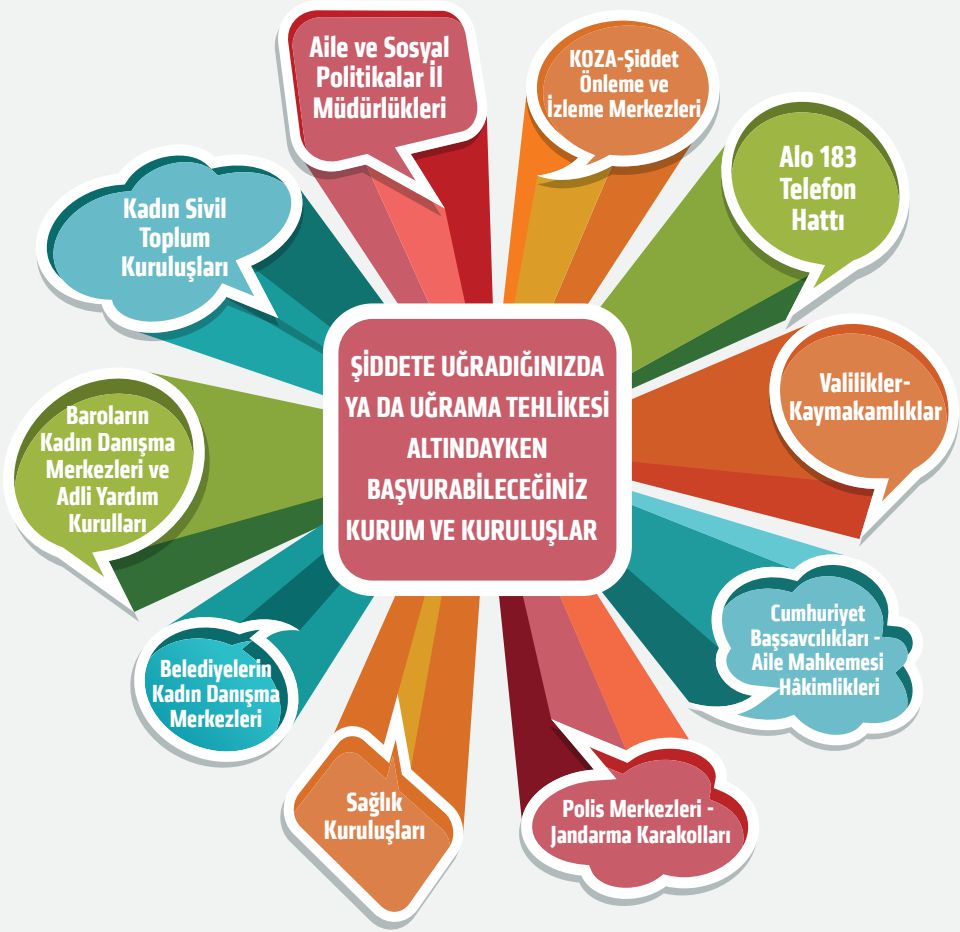 Aile ve Sosyal
Politikalar İl
Müdürlükleri
KOZA-Şiddet
Önleme ve
İzleme Merkezleri
Alo 183
Telefon
Hattı
Kadın Sivil
Toplum
Kuruluşları
ŞİDDETE UĞRADIĞINIZDA
YA DA UĞRAMA TEHLİKESİ
ALTINDAYKEN
BAŞVURABİLECEĞİNİZ
KURUM VE KURULUŞLAR
Valilikler-
Kaymakamlıklar
Baroların
Kadın Danışma
Merkezleri ve
Adli Yardım
Kurulları
Cumhuriyet
Başsavcılıkları -
Aile Mahkemesi
Hâkimlikleri
Belediyelerin
Kadın Danışma
Merkezleri
Sağlık
Kuruluşları
Polis Merkezleri -
Jandarma Karakolları